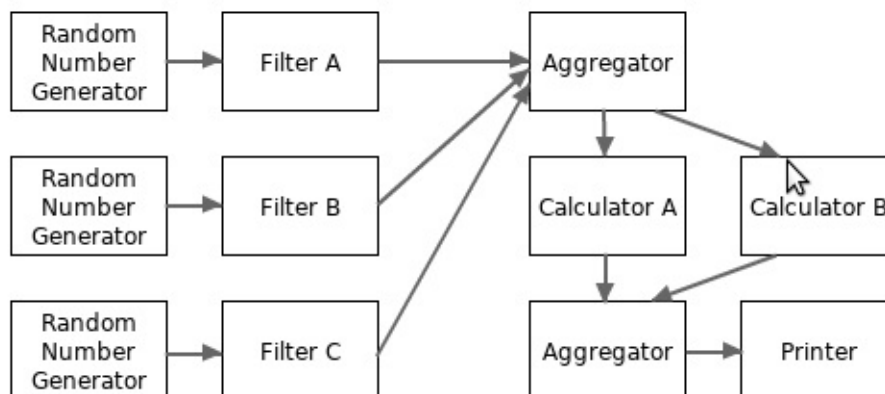 Random
Number
Generator
Filter A
Aggregator
Random
Number
Generator
Filter B
Calculator A
Calculator B
Random
Number
Generator
Filter C
Aggregator
Printer